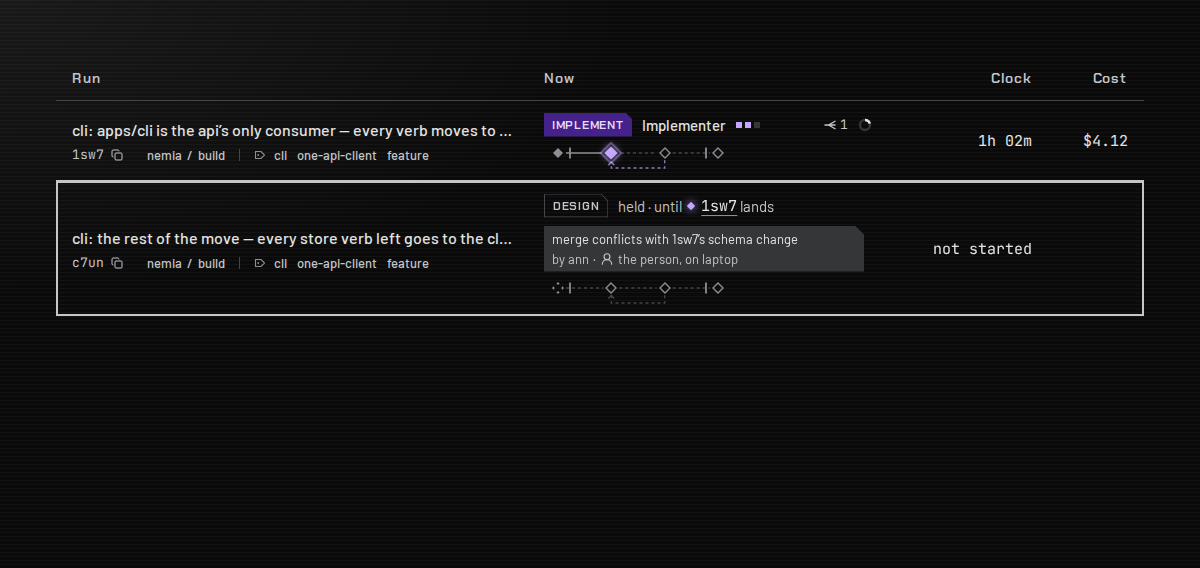 Run Now Clock Cost
cli: apps/cli is the api's only consumer — every verb moves to ...
IMPLEMENT Implementer 1
1sw7 nemla / build cli one-api-client feature
1h 02m $4.12
DESIGN held · until 1sw7 lands
cli: the rest of the move — every store verb left goes to the cl...
merge conflicts with 1sw7's schema change
by ann · the person, on laptop
c7un nemla / build cli one-api-client feature
not started